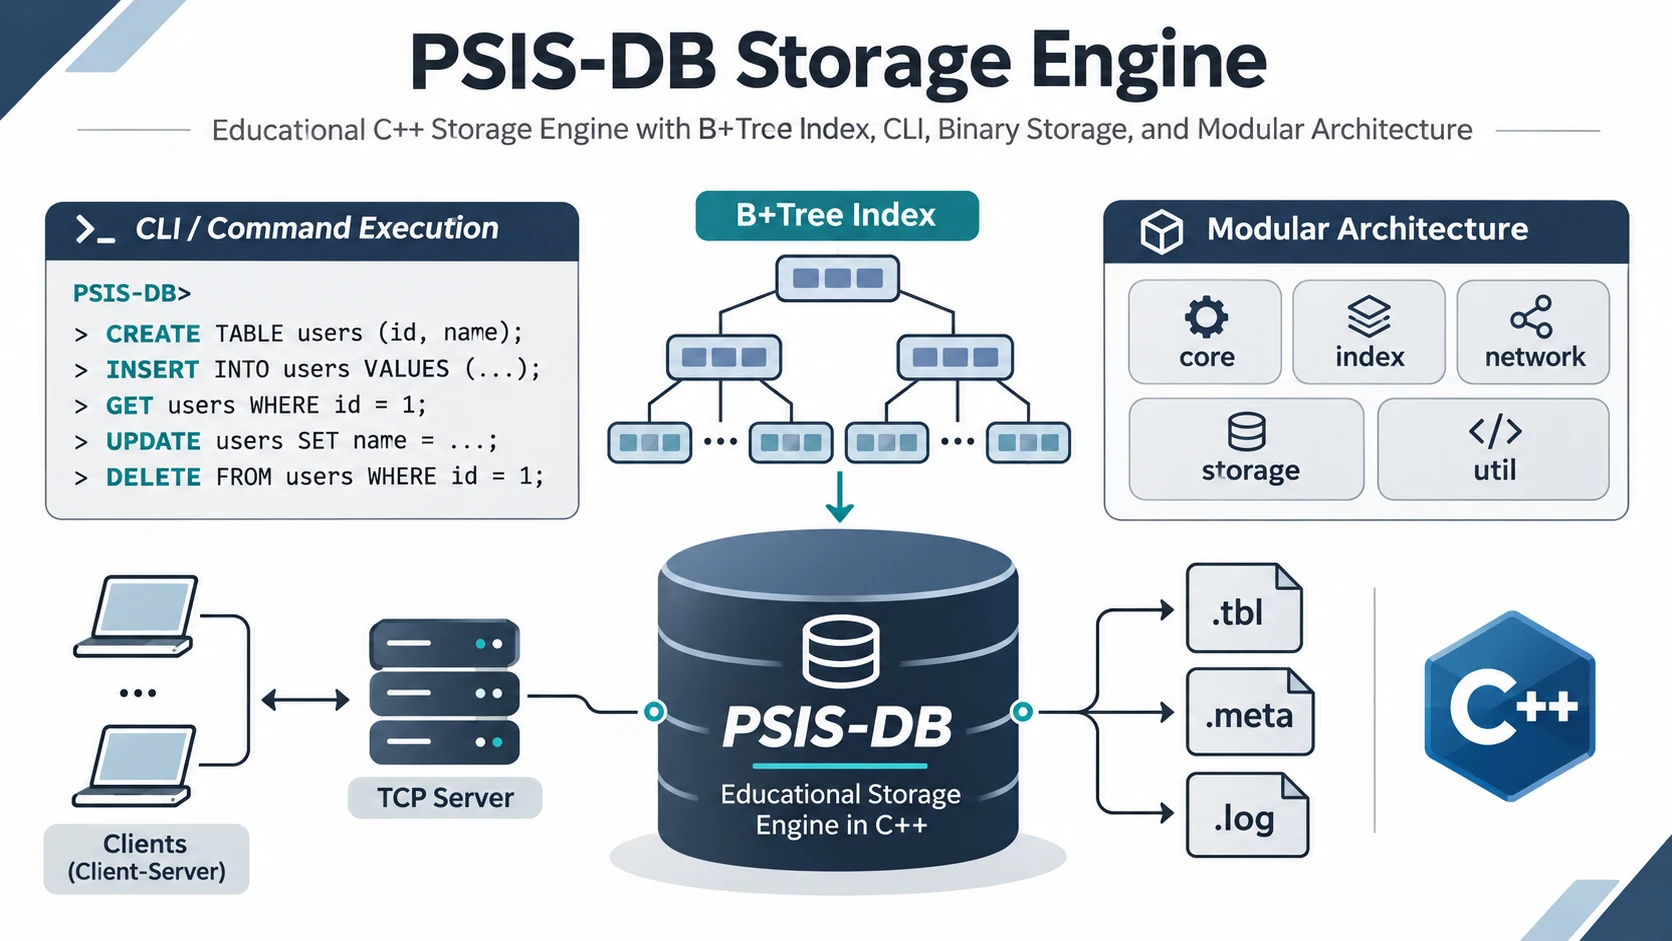 PSIS-DB Storage Engine
Educational C++ Storage Engine with B+Trce Index, CLI, Binary Storage, and Modular Architecture
>_ CLI / Command Execution
PSIS-DB>
> CREATE TABLE users (id, name);
> INSERT INTO users VALUES (...);
> GET users WHERE id = 1;
> UPDATE users SET name = ...;
> DELETE FROM users WHERE id = 1;
B+Tree Index
Modular Architecture
core
index
network
storage
</> util
Clients
(Client-Server)
TCP Server
PSIS-DB
Educational Storage
Engine in C++
.tbl
.meta
.log
C++